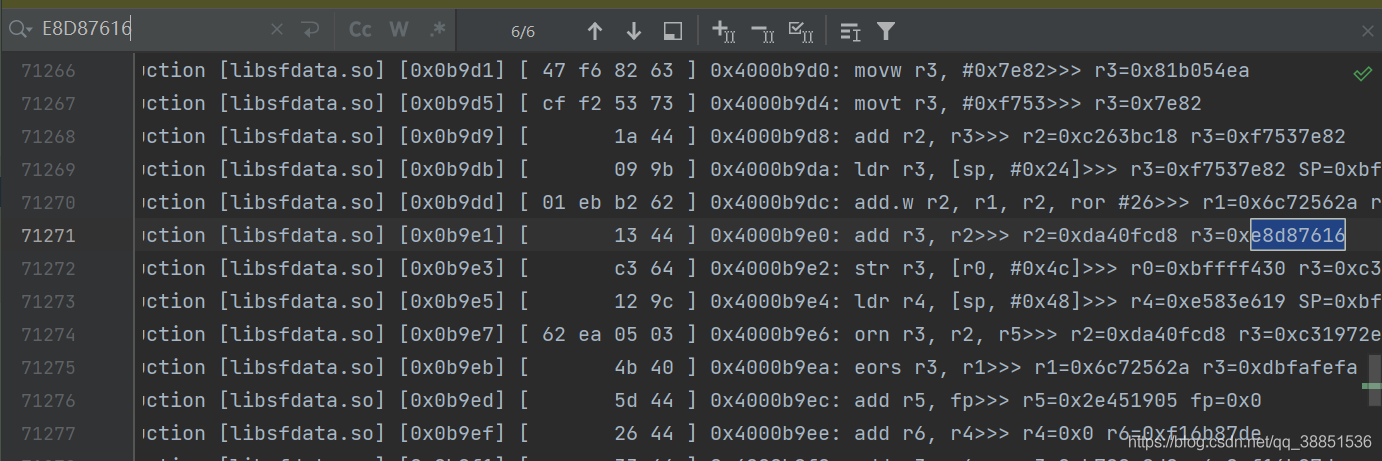 E8D87616
Cc W .*
6/6
71266 uction [libsfdata.so] [0x0b9d1] [ 47 f6 82 63 ] 0x4000b9d0: movw r3, #0x7e82>>> r3=0x81b054ea
71267 uction [libsfdata.so] [0x0b9d5] [ cf f2 53 73 ] 0x4000b9d4: movt r3, #0xf753>>> r3=0x7e82
71268 uction [libsfdata.so] [0x0b9d9] [ 1a 44 ] 0x4000b9d8: add r2, r3>>> r2=0xc263bc18 r3=0xf7537e82
71269 uction [libsfdata.so] [0x0b9db] [ 09 9b ] 0x4000b9da: ldr r3, [sp, #0x24]>>> r3=0xf7537e82 SP=0xbf
71270 uction [libsfdata.so] [0x0b9dd] [ 01 eb b2 62 ] 0x4000b9dc: add.w r2, r1, r2, ror #26>>> r1=0x6c72562a r
71271 uction [libsfdata.so] [0x0b9e1] [ 13 44 ] 0x4000b9e0: add r3, r2>>> r2=0xda40fcd8 r3=0xe8d87616
71272 uction [libsfdata.so] [0x0b9e3] [ c3 64 ] 0x4000b9e2: str r3, [r0, #0x4c]>>> r0=0xbffff430 r3=0xc3
71273 uction [libsfdata.so] [0x0b9e5] [ 12 9c ] 0x4000b9e4: ldr r4, [sp, #0x48]>>> r4=0xe583e619 SP=0xbf
71274 uction [libsfdata.so] [0x0b9e7] [ 62 ea 05 03 ] 0x4000b9e6: orn r3, r2, r5>>> r2=0xda40fcd8 r3=0xc31972e
71275 uction [libsfdata.so] [0x0b9eb] [ 4b 40 ] 0x4000b9ea: eors r3, r1>>> r1=0x6c72562a r3=0xdbfafefa
71276 uction [libsfdata.so] [0x0b9ed] [ 5d 44 ] 0x4000b9ec: add r5, fp>>> r5=0x2e451905 fp=0x0
71277 uction [libsfdata.so] [0x0b9ef] [ 26 44 ] 0x4000b9ee: add r6, r4>>> r4=0x0 r6=0xf16b87de
https://blog.csdn.net/qq_38851536